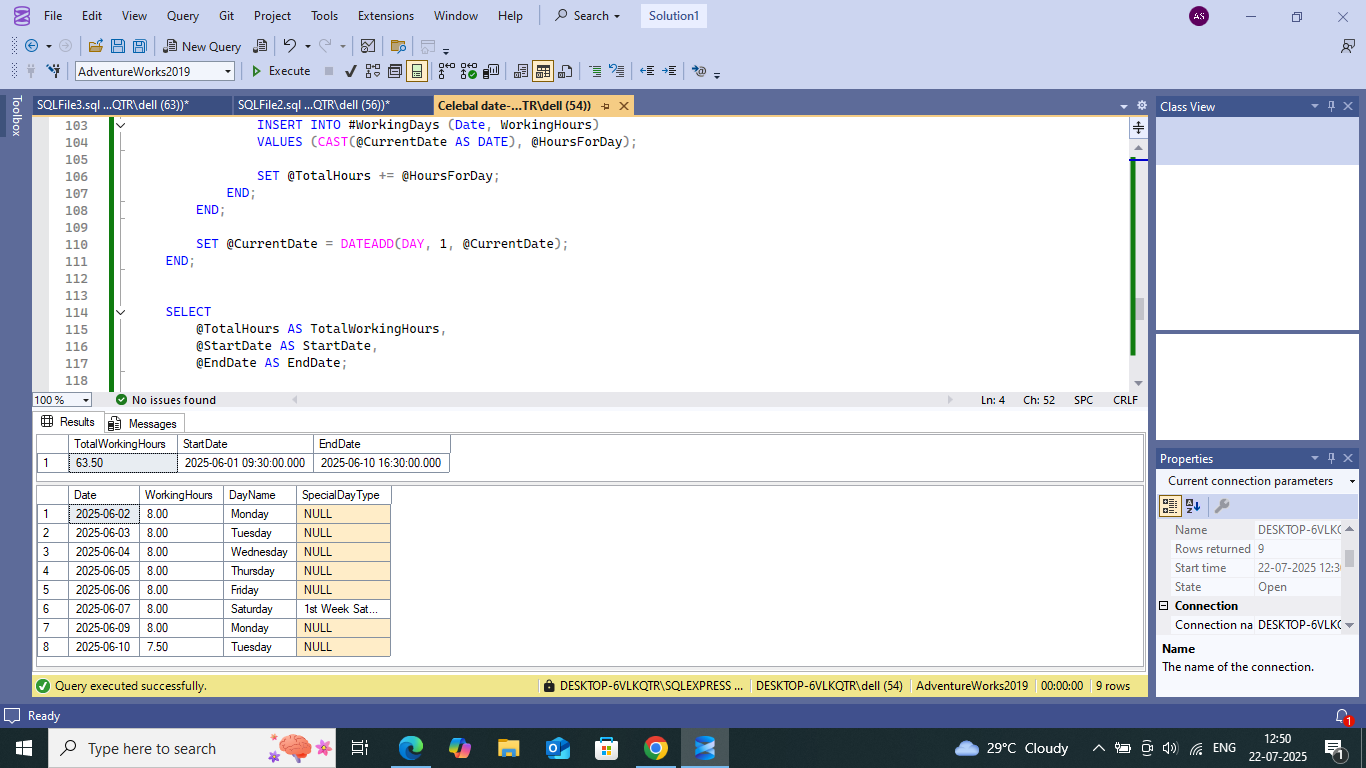 File Edit View Query Git Project Tools Extensions Window Help Search Solution1 AS
New Query
AdventureWorks2019 Execute
Toolbox
SQLFile3.sql ...QTR\dell (63))* SQLFile2.sql ...QTR\dell (56))* Celebal date-...TR\dell (54))
103 INSERT INTO #WorkingDays (Date, WorkingHours)
104 VALUES (CAST(@CurrentDate AS DATE), @HoursForDay);
105
106 SET @TotalHours += @HoursForDay;
107 END;
108 END;
109
110 SET @CurrentDate = DATEADD(DAY, 1, @CurrentDate);
111 END;
112
113
114 SELECT
115 @TotalHours AS TotalWorkingHours,
116 @StartDate AS StartDate,
117 @EndDate AS EndDate;
118
100 % No issues found Ln: 4 Ch: 52 SPC CRLF
Results Messages
TotalWorkingHours StartDate EndDate
1 63.50 2025-06-01 09:30:00.000 2025-06-10 16:30:00.000
Date WorkingHours DayName SpecialDayType
1 2025-06-02 8.00 Monday NULL
2 2025-06-03 8.00 Tuesday NULL
3 2025-06-04 8.00 Wednesday NULL
4 2025-06-05 8.00 Thursday NULL
5 2025-06-06 8.00 Friday NULL
6 2025-06-07 8.00 Saturday 1st Week Sat...
7 2025-06-09 8.00 Monday NULL
8 2025-06-10 7.50 Tuesday NULL
Query executed successfully. DESKTOP-6VLKQTR\SQLEXPRESS ... DESKTOP-6VLKQTR\dell (54) AdventureWorks2019 00:00:00 9 rows
Class View
Properties
Current connection parameters
Name DESKTOP-6VLKQ
Rows returned 9
Start time 22-07-2025 12:3
State Open
Connection
Connection na DESKTOP-6VLKQ
Name
The name of the connection.
Ready 1
Type here to search 29°C Cloudy ENG 12:50
22-07-2025 1